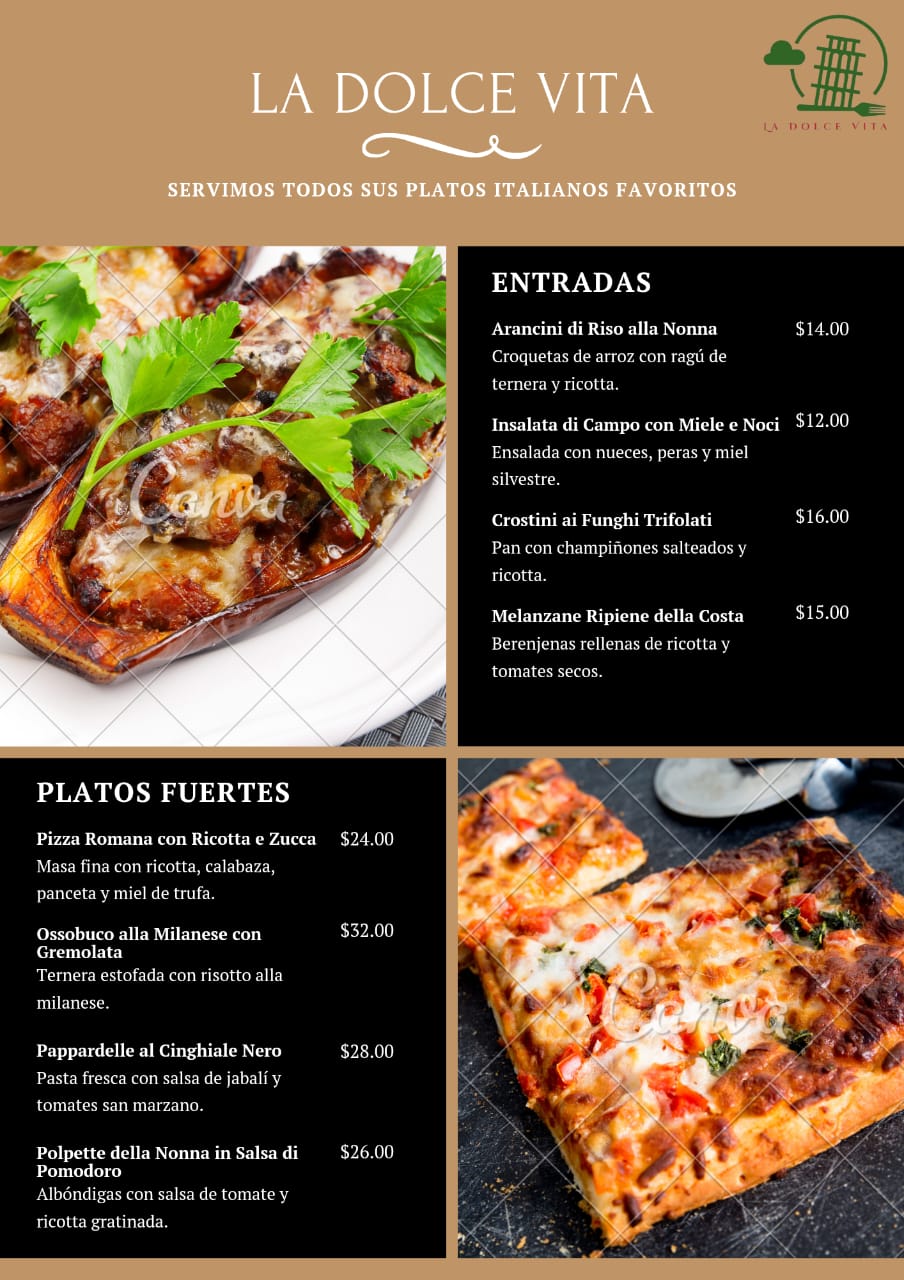 LA DOLCE VITA
LA DOLCE VITA
SERVIMOS TODOS SUS PLATOS ITALIANOS FAVORITOS
Canva
ENTRADAS
Arancini di Riso alla Nonna $14.00
Croquetas de arroz con ragú de
ternera y ricotta.
Insalata di Campo con Miele e Noci $12.00
Ensalada con nueces, peras y miel
silvestre.
Crostini ai Funghi Trifolati $16.00
Pan con champiñones salteados y
ricotta.
Melanzane Ripiene della Costa $15.00
Berenjenas rellenas de ricotta y
tomates secos.
PLATOS FUERTES
Pizza Romana con Ricotta e Zucca $24.00
Masa fina con ricotta, calabaza,
panceta y miel de trufa.
Ossobuco alla Milanese con $32.00
Gremolata
Ternera estofada con risotto alla
milanese.
Pappardelle al Cinghiale Nero $28.00
Pasta fresca con salsa de jabalí y
tomates san marzano.
Polpette della Nonna in Salsa di $26.00
Pomodoro
Albóndigas con salsa de tomate y
ricotta gratinada.
Canva